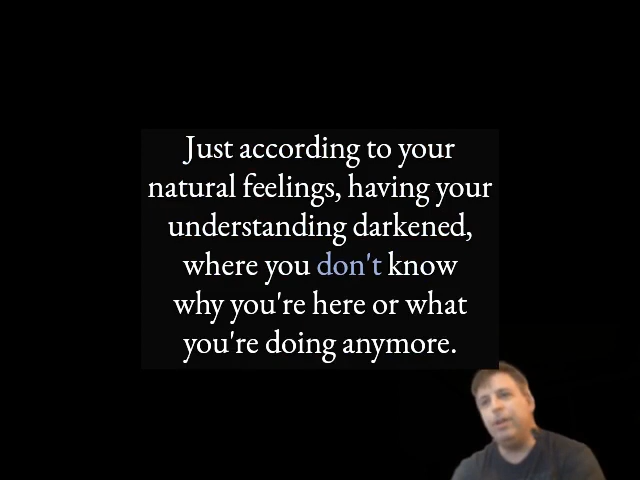 Just according to your
natural feelings, having your
understanding darkened,
where you don't know
why you're here or what
you're doing anymore.